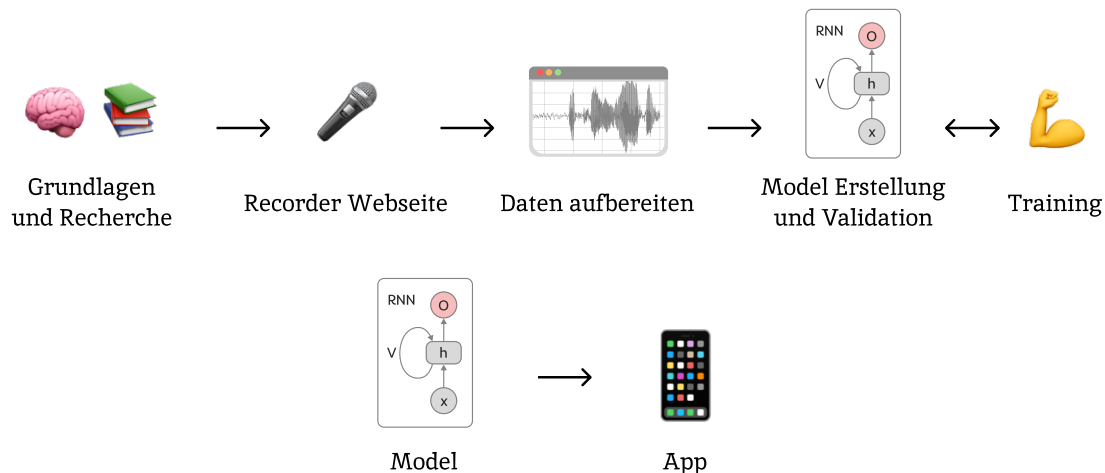 RNN
O
V
h
x
Grundlagen
und Recherche
Recorder Webseite
Daten aufbereiten
Model Erstellung
und Validation
Training
RNN
O
V
h
x
Model
App